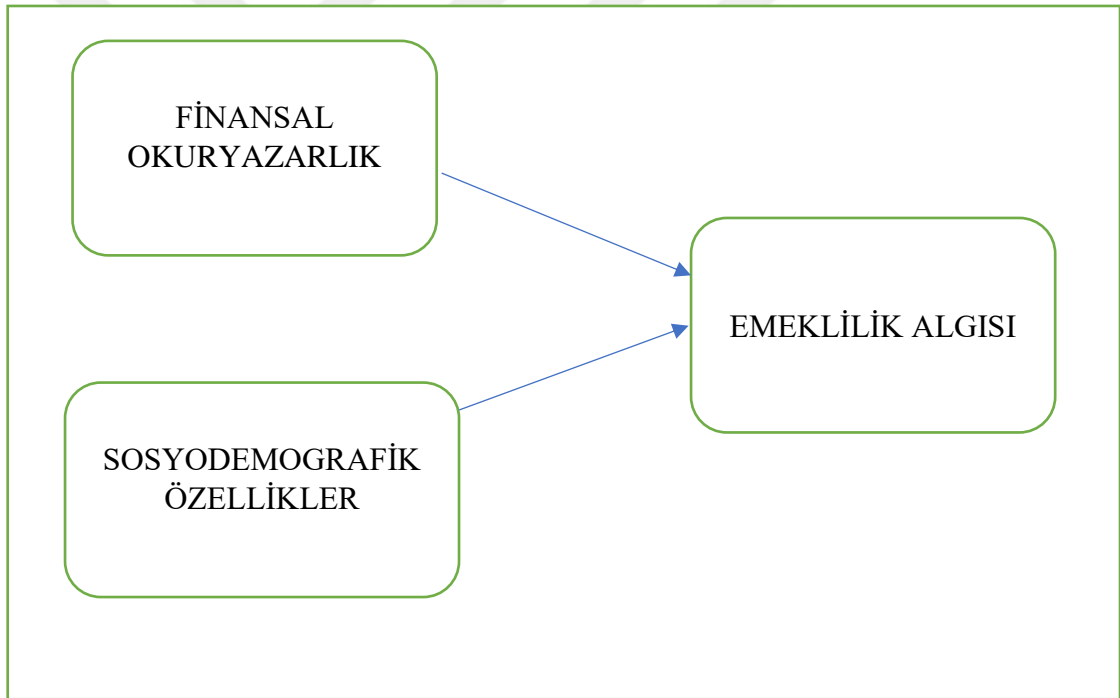 FİNANSAL
OKURYAZARLIK
EMEKLİLİK ALGISI
SOSYODEMOGRAFİK
ÖZELLİKLER